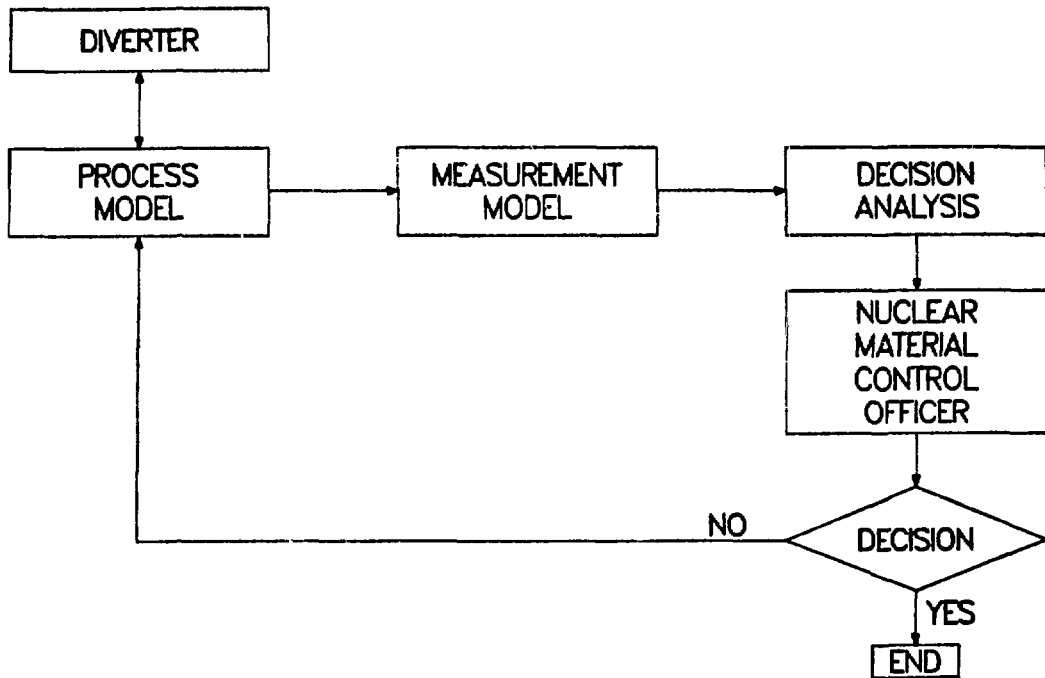 DIVERTER
PROCESS
MODEL
MEASUREMENT
MODEL
DECISION
ANALYSIS
NUCLEAR
MATERIAL
CONTROL
OFFICER
NO
DECISION
YES
END